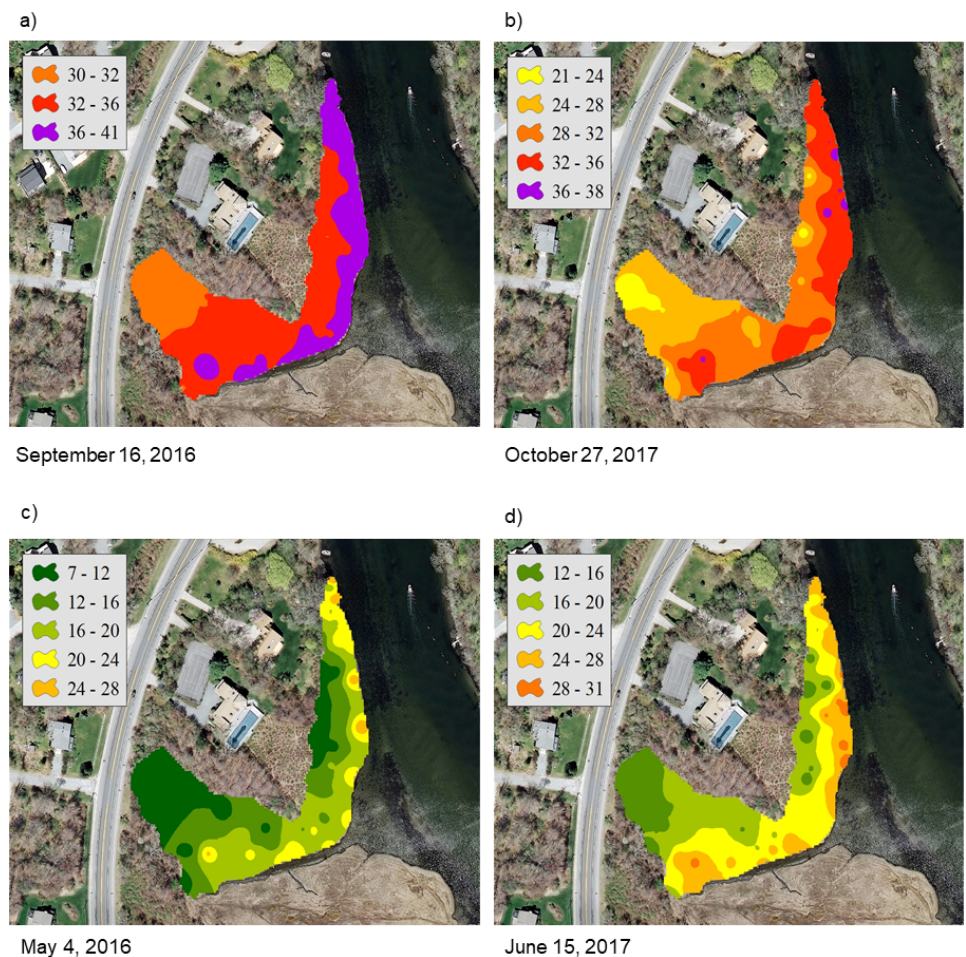 a)
b)
30 - 32
32 - 36
36 - 41
21 - 24
24 - 28
28 - 32
32 - 36
36 - 38
September 16, 2016
October 27, 2017
c)
d)
7 - 12
12 - 16
16 - 20
20 - 24
24 - 28
12 - 16
16 - 20
20 - 24
24 - 28
28 - 31
May 4, 2016
June 15, 2017